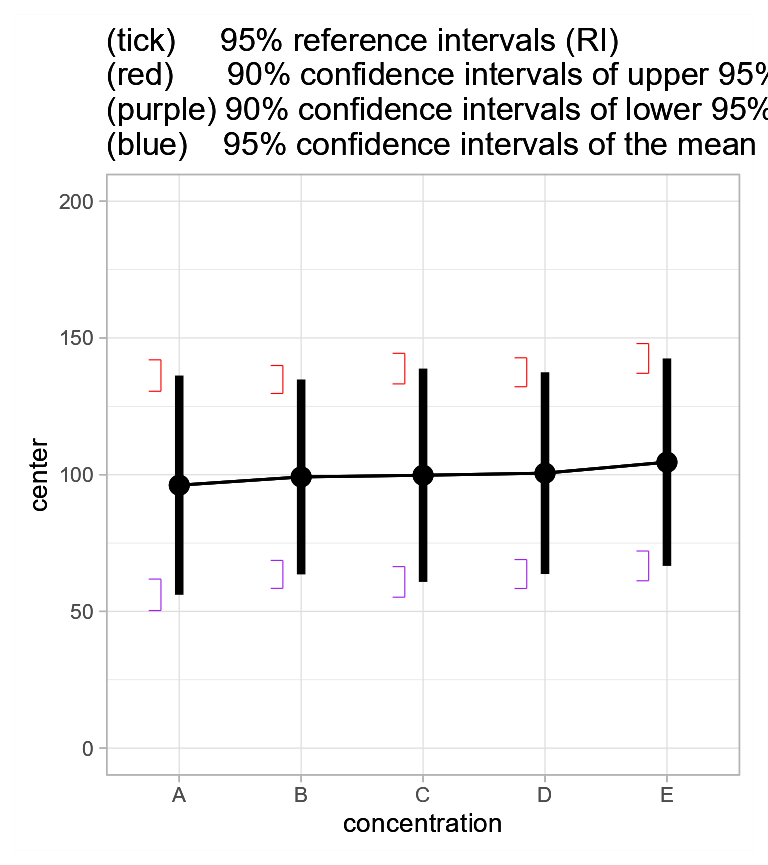 (tick) 95% reference intervals (RI)
(red) 90% confidence intervals of upper 95%
(purple) 90% confidence intervals of lower 95%
(blue) 95% confidence intervals of the mean
200
150
100
50
0
center
A B C D E
concentration